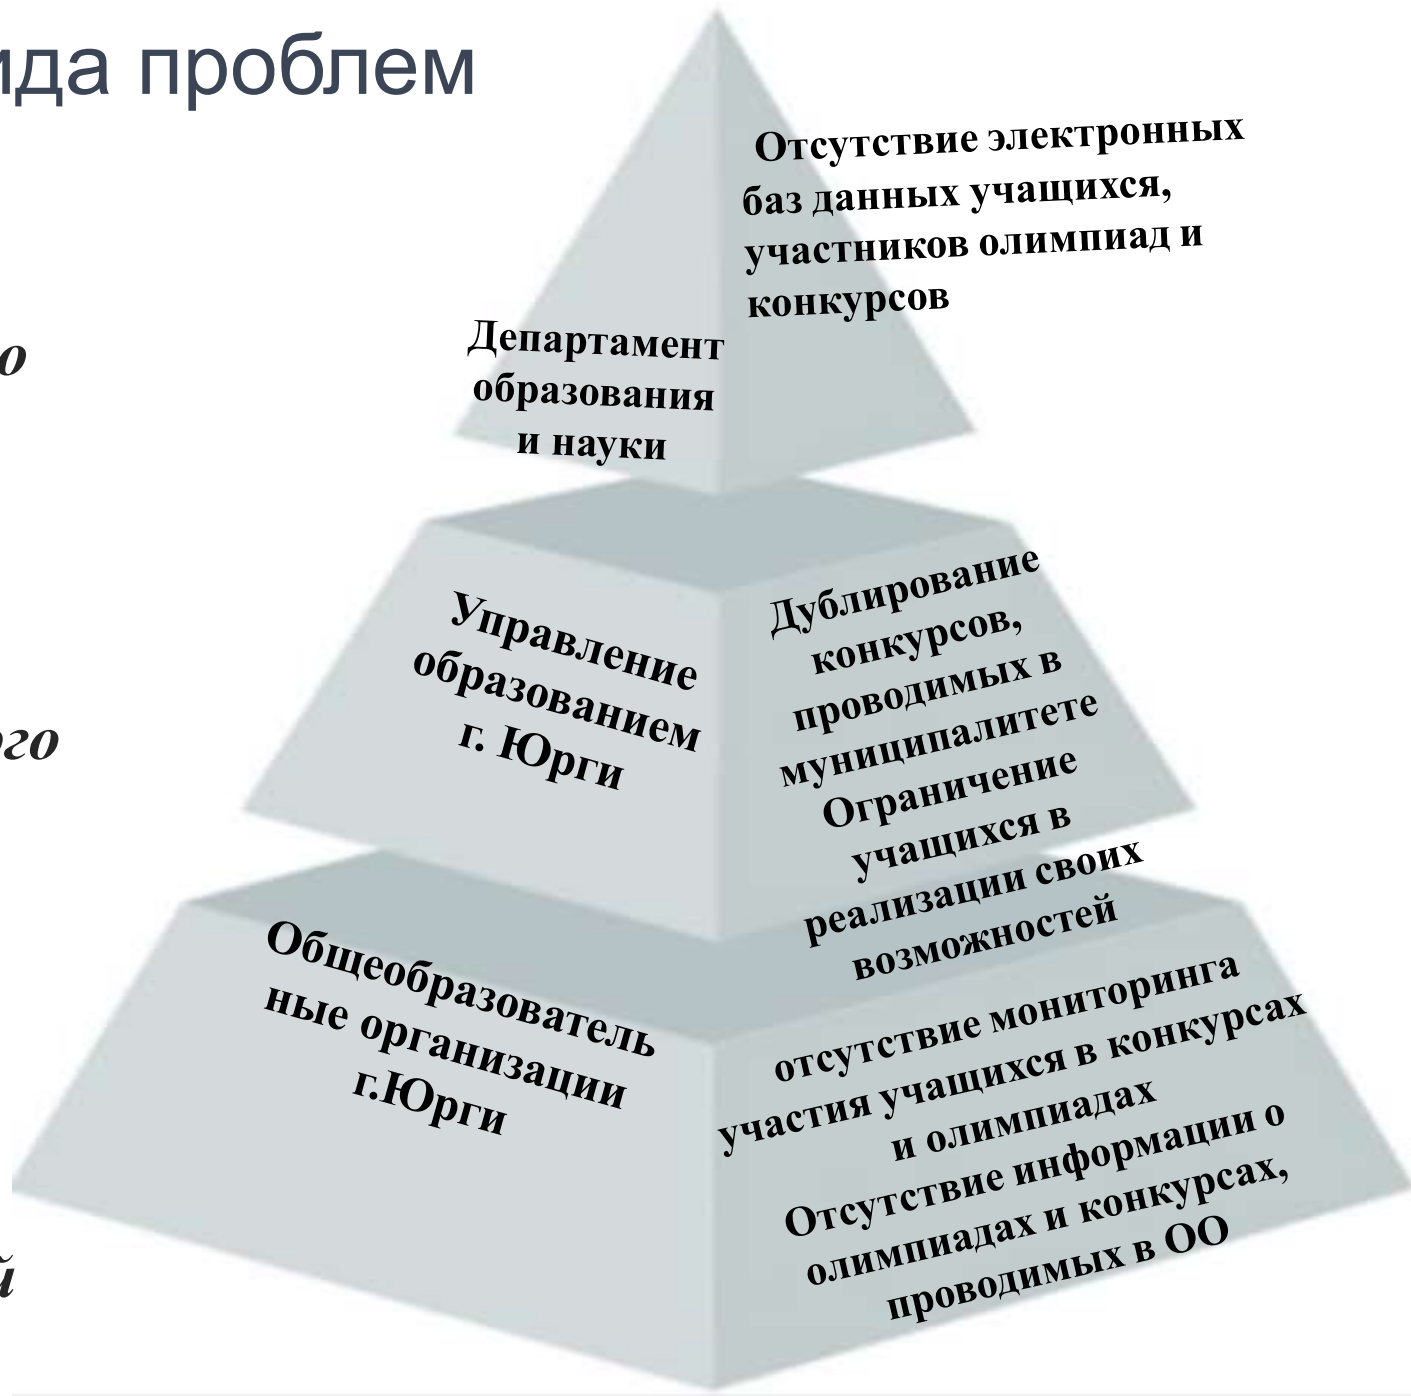 ида проблем
Отсутствие электронных
баз данных учащихся,
участников олимпиад и
конкурсов
о
Департамент
образования
и науки
Управление
образованием
г. Юрги
Дублирование
конкурсов,
проводимых в
муниципалитете
Ограничение
учащихся в
реализации своих
возможностей
ого
Общеобразователь
ные организации
г.Юрги
отсутствие мониторинга
участия учащихся в конкурсах
и олимпиадах
Отсутствие информации о
олимпиадах и конкурсах,
проводимых в ОО
й